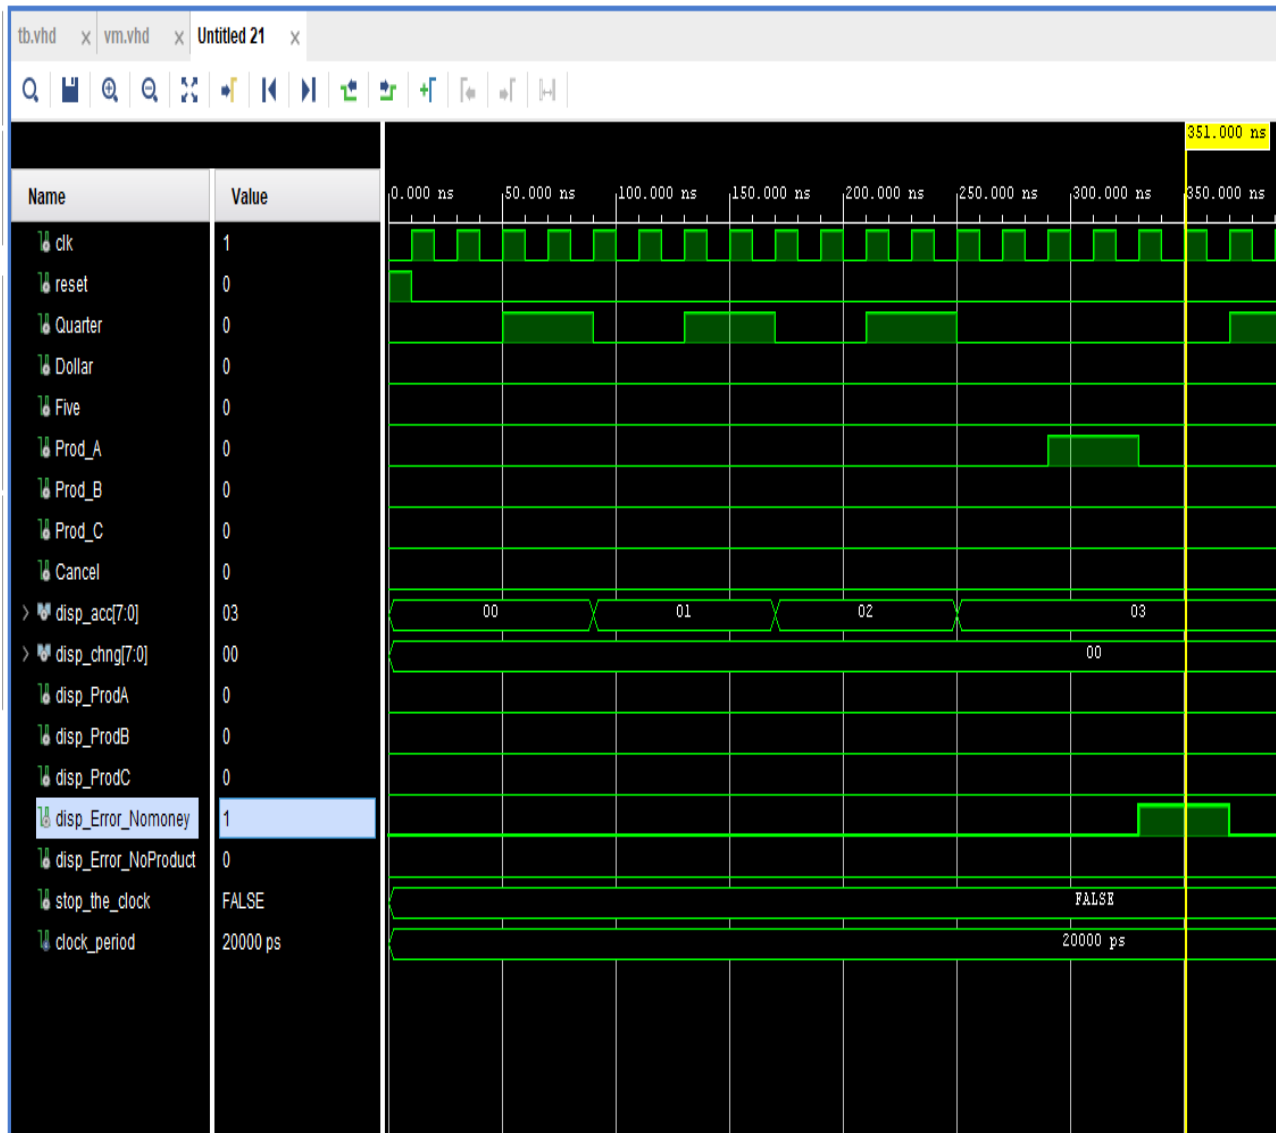 tb.vhd × vm.vhd × Untitled 21 ×
351.000 ns
Name Value 0.000 ns 50.000 ns 100.000 ns 150.000 ns 200.000 ns 250.000 ns 300.000 ns 350.000 ns
clk 1
reset 0
Quarter 0
Dollar 0
Five 0
Prod_A 0
Prod_B 0
Prod_C 0
Cancel 0
disp_acc[7:0] 03 00 01 02 03
disp_chng[7:0] 00 00
disp_ProdA 0
disp_ProdB 0
disp_ProdC 0
disp_Error_Nomoney 1
disp_Error_NoProduct 0
stop_the_clock FALSE FALSE
clock_period 20000 ps 20000 ps